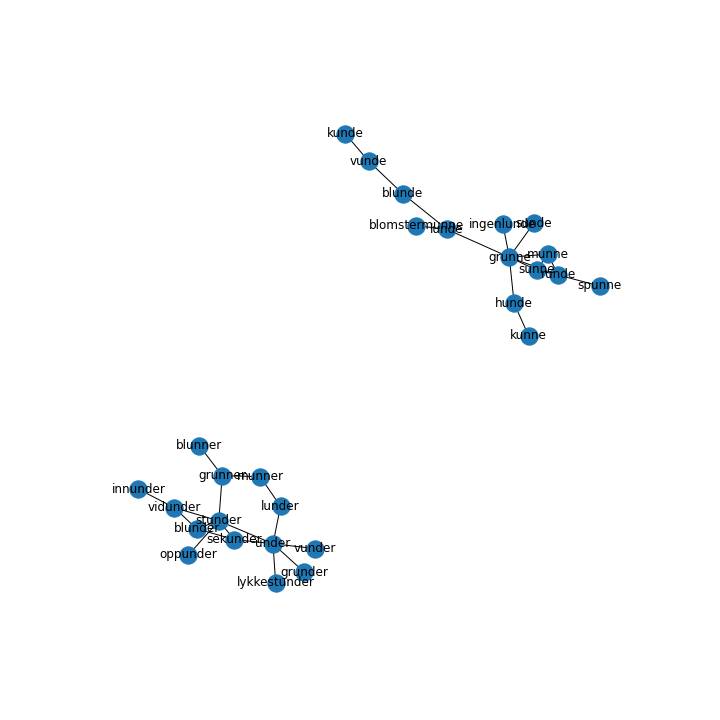 kunde
vunde
blunde
blomstermunne
lunde
ingenlunde
sunde
grunne
munne
sunne
runde
spunne
hunde
kunne
blunner
grunner
munner
innunder
vidunder
lunder
stunder
blunder
sekunder
under
vunder
oppunder
grunder
lykkestunder